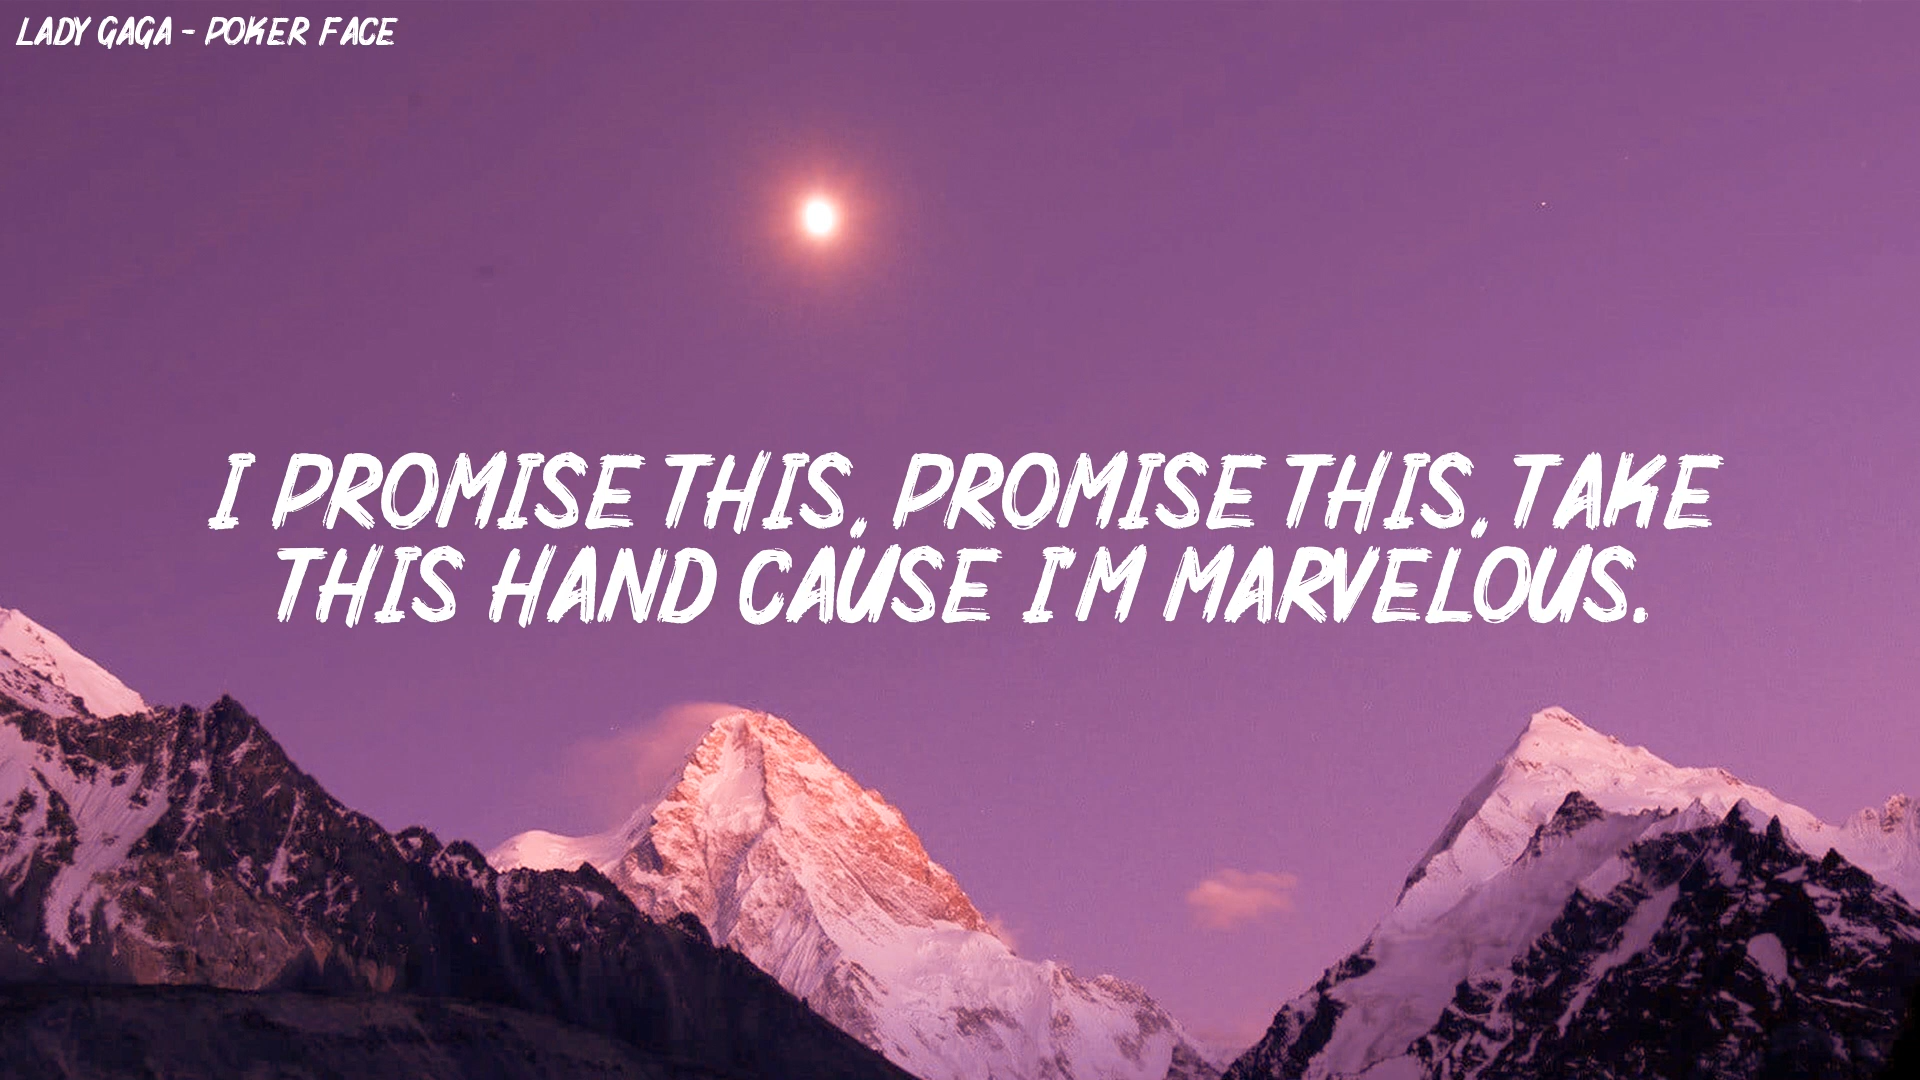 LADY GAGA - POKER FACE
I PROMISE THIS, PROMISE THIS, TAKE
THIS HAND CAUSE I'M MARVELOUS.